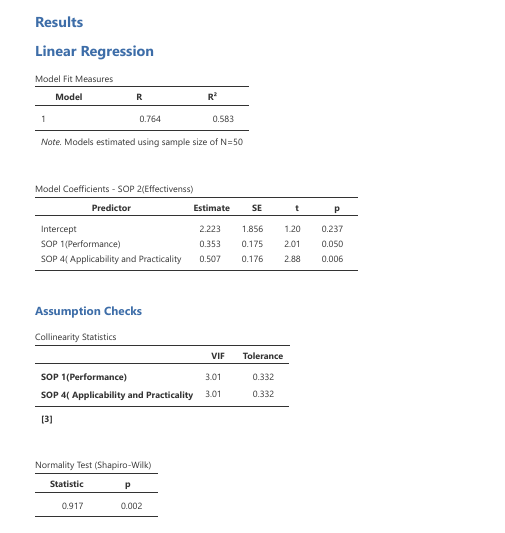 Results
Linear Regression
Model Fit Measures
Model R R²
1 0.764 0.583
Note. Models estimated using sample size of N=50
Model Coefficients - SOP 2(Effectivenss)
Predictor Estimate SE t p
Intercept 2.223 1.856 1.20 0.237
SOP 1(Performance) 0.353 0.175 2.01 0.050
SOP 4( Applicability and Practicality 0.507 0.176 2.88 0.006
Assumption Checks
Collinearity Statistics
VIF Tolerance
SOP 1(Performance) 3.01 0.332
SOP 4( Applicability and Practicality 3.01 0.332
[3]
Normality Test (Shapiro-Wilk)
Statistic p
0.917 0.002